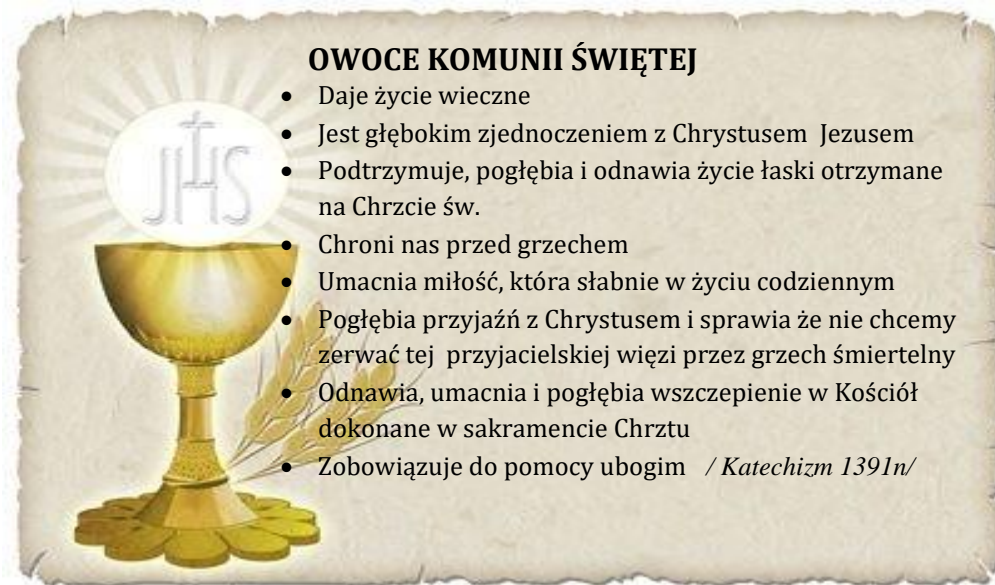 OWOCE KOMUNII ŚWIĘTEJ
• Daje życie wieczne
• Jest głębokim zjednoczeniem z Chrystusem Jezusem
• Podtrzymuje, pogłębia i odnawia życie łaski otrzymane
na Chrzcie św.
• Chroni nas przed grzechem
• Umacnia miłość, która słabnie w życiu codziennym
• Pogłębia przyjaźń z Chrystusem i sprawia że nie chcemy
zerwać tej przyjacielskiej więzi przez grzech śmiertelny
• Odnawia, umacnia i pogłębia wszczepienie w Kościół
dokonane w sakramencie Chrztu
• Zobowiązuje do pomocy ubogim / Katechizm 1391n/
JHS